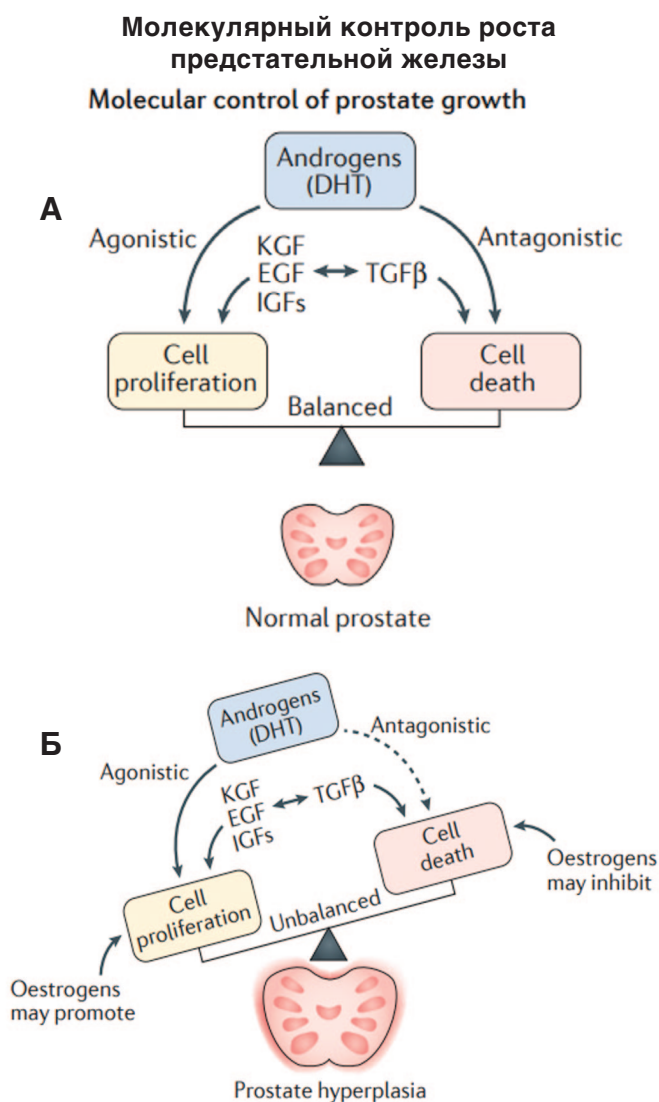 Молекулярный контроль роста
предстательной железы
Molecular control of prostate growth
А
Androgens
(DHT)
Agonistic
Antagonistic
KGF
EGF
IGFs
TGFβ
Cell
proliferation
Cell
death
Balanced
Normal prostate
Б
Androgens
(DHT)
Antagonistic
Agonistic
KGF
EGF
IGFs
TGFβ
Cell
death
Oestrogens
may inhibit
Cell
proliferation
Unbalanced
Oestrogens
may promote
Prostate hyperplasia